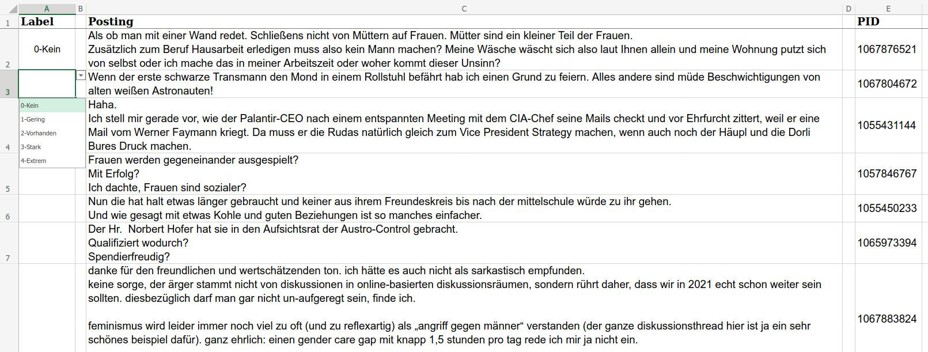 A B C D E
1 Label Posting PID
Als ob man mit einer Wand redet. Schließens nicht von Müttern auf Frauen. Mütter sind ein kleiner Teil der Frauen.
Zusätzlich zum Beruf Hausarbeit erledigen muss also kein Mann machen? Meine Wäsche wäscht sich also laut Ihnen allein und meine Wohnung putzt sich
von selbst oder ich mache das in meiner Arbeitszeit oder woher kommt dieser Unsinn?
2 0-Kein 1067876521
Wenn der erste schwarze Transmann den Mond in einem Rollstuhl befährt hab ich einen Grund zu feiern. Alles andere sind müde Beschwichtigungen von
alten weißen Astronauten!
3 1067804672
0-Kein
1-Gering
2-Vorhanden
3-Stark
4-Extrem
Haha.
Ich stell mir gerade vor, wie der Palantir-CEO nach einem entspannten Meeting mit dem CIA-Chef seine Mails checkt und vor Ehrfurcht zittert, weil er eine
Mail vom Werner Faymann kriegt. Da muss er die Rudas natürlich gleich zum Vice President Strategy machen, wenn auch noch der Häupl und die Dorli
Bures Druck machen.
4 1055431144
Frauen werden gegeneinander ausgespielt?
Mit Erfolg?
Ich dachte, Frauen sind sozialer?
5 1057846767
Nun die hat halt etwas länger gebraucht und keiner aus ihrem Freundeskreis bis nach der mittelschule würde zu ihr gehen.
Und wie gesagt mit etwas Kohle und guten Beziehungen ist so manches einfacher.
6 1055450233
Der Hr.  Norbert Hofer hat sie in den Aufsichtsrat der Austro-Control gebracht.
Qualifiziert wodurch?
Spendierfreudig?
7 1065973394
danke für den freundlichen und wertschätzenden ton. ich hätte es auch nicht als sarkastisch empfunden.
keine sorge, der ärger stammt nicht von discussionen in online-basierten diskussionsräumen, sondern rührt daher, dass wir in 2021 echt schon weiter sein
sollten. diesbezüglich darf man gar nicht un-aufgeregt sein, finde ich.
feminismus wird leider immer noch viel zu oft (und zu reflexartig) als „angriff gegen männer“ verstanden (der ganze diskussionsthread hier ist ja ein sehr
schönes beispiel dafür). ganz ehrlich: einen gender care gap mit knapp 1,5 stunden pro tag rede ich mir ja nicht ein.
1067883824